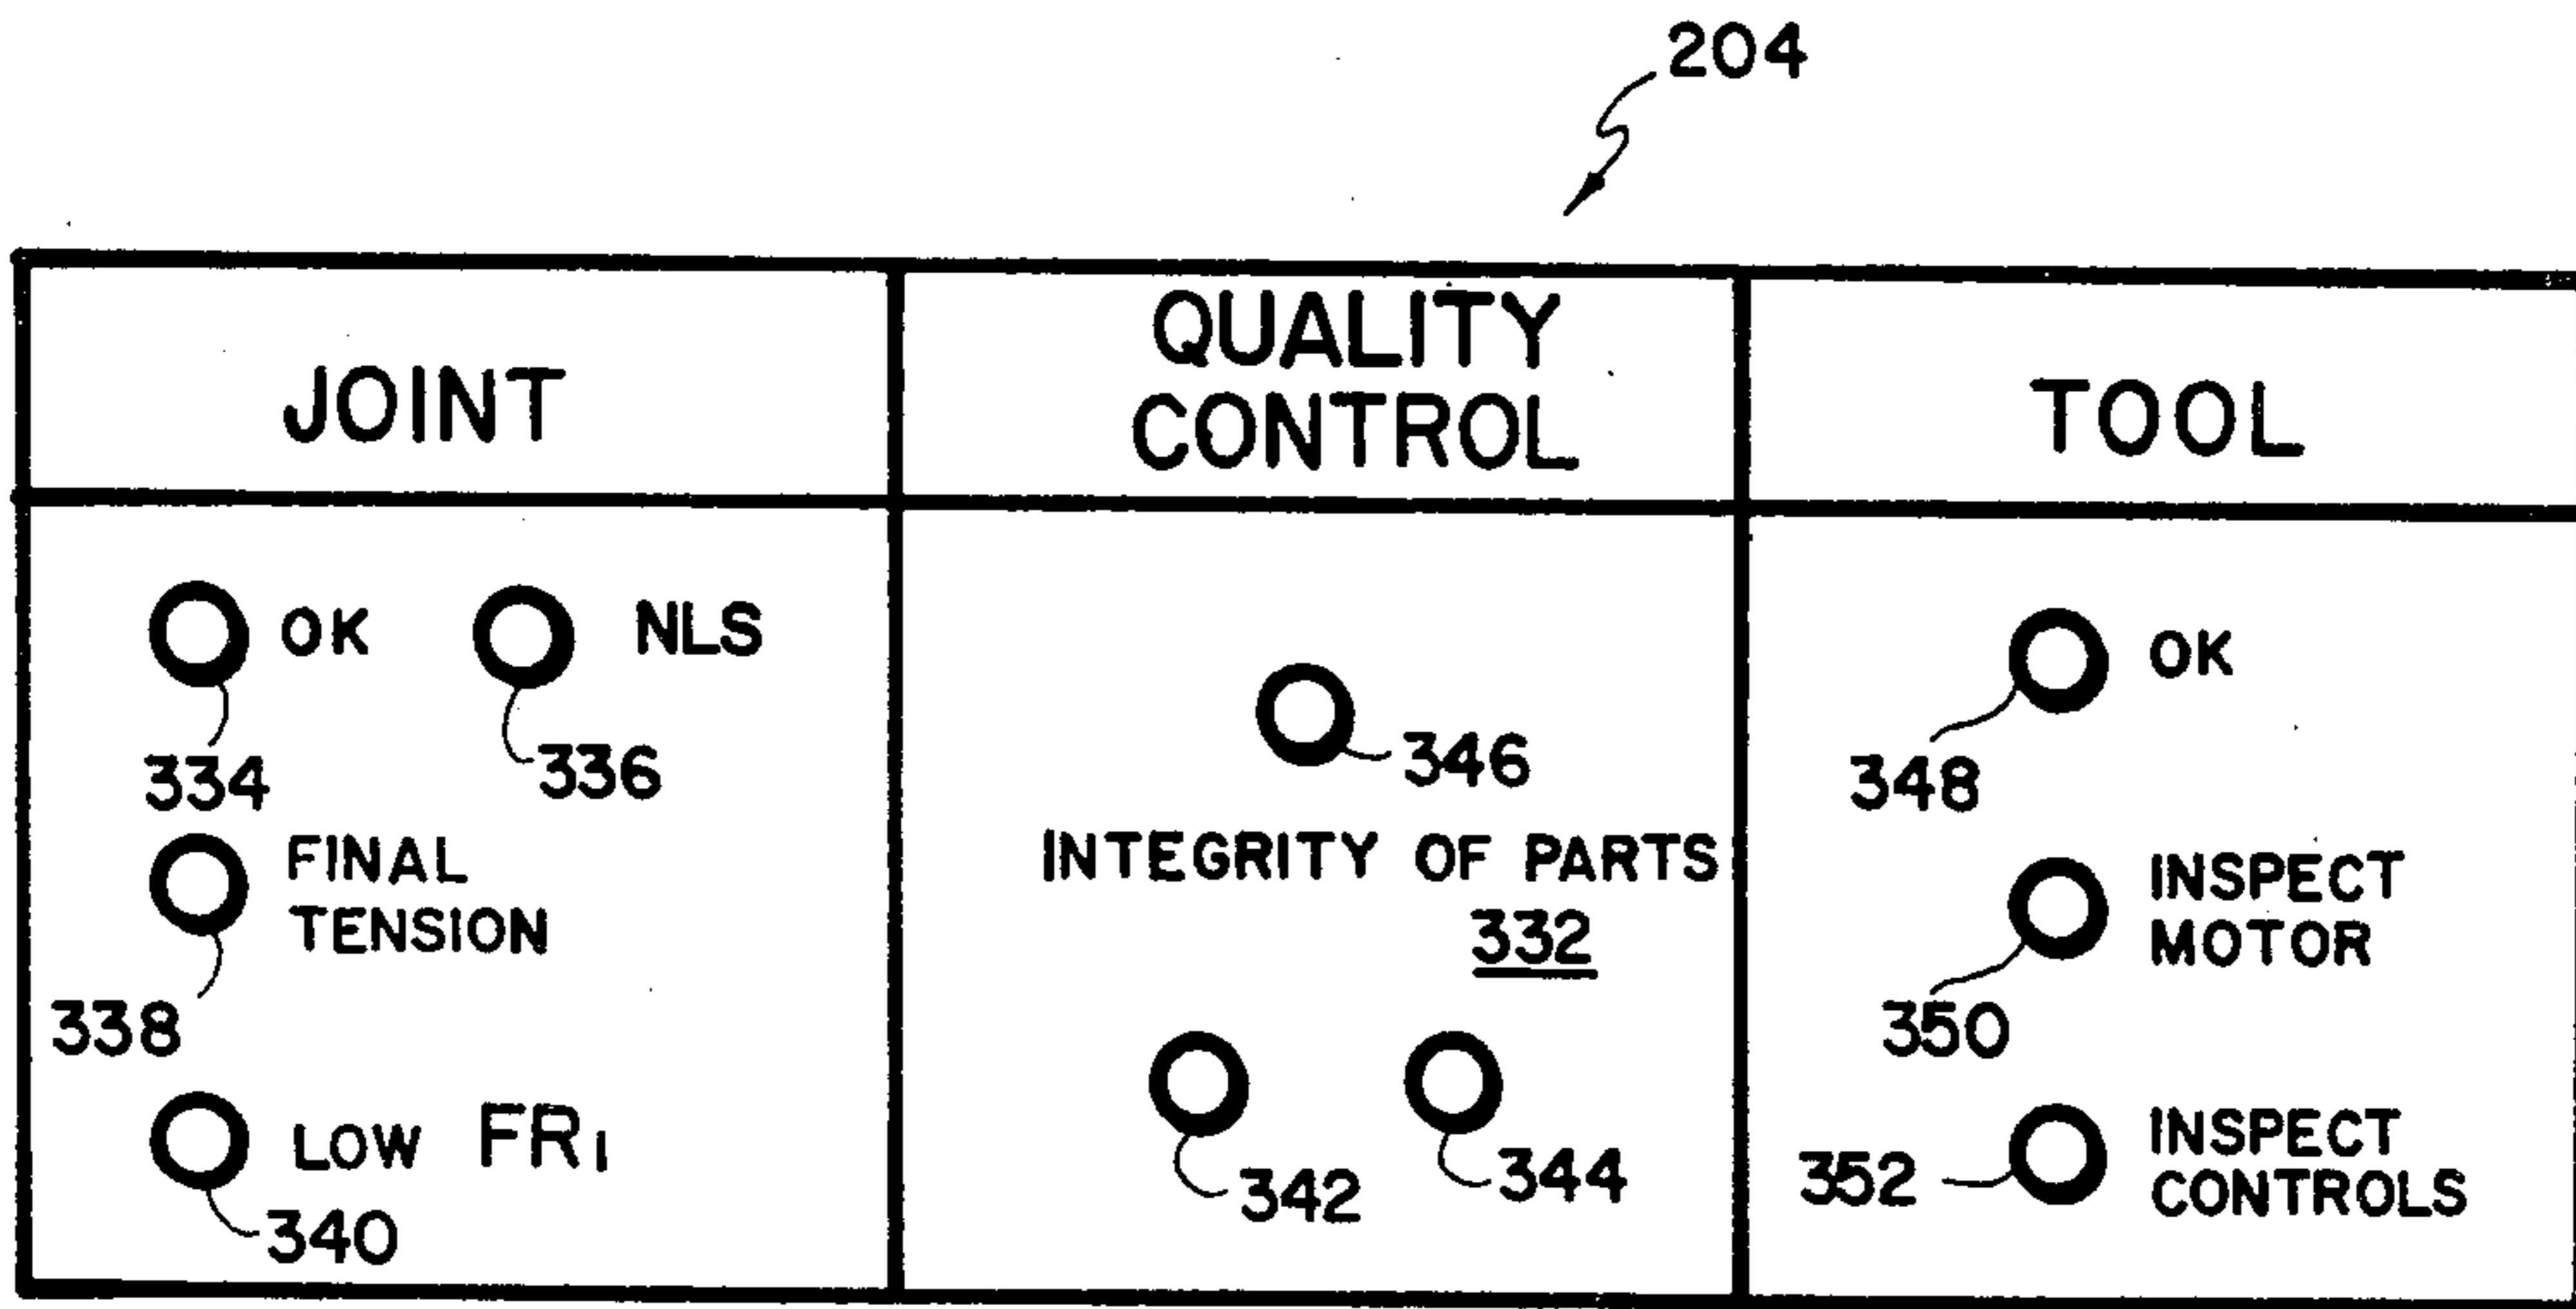 204
JOINT
QUALITY
CONTROL
TOOL
OK
NLS
334
336
FINAL
TENSION
338
LOW FR₁
340
346
INTEGRITY OF PARTS
332
342
344
OK
348
INSPECT
MOTOR
350
INSPECT
CONTROLS
352